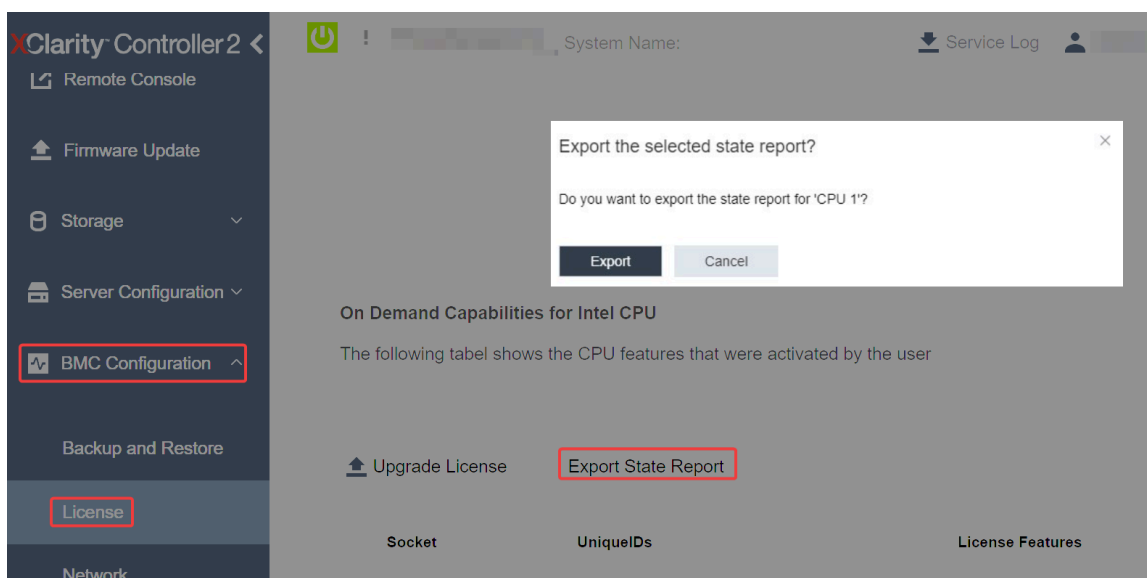 XClarity Controller 2
Remote Console
Firmware Update
Storage
Server Configuration
BMC Configuration
Backup and Restore
License
Network
System Name:
Service Log
Export the selected state report?
Do you want to export the state report for 'CPU 1'?
Export
Cancel
On Demand Capabilities for Intel CPU
The following tabel shows the CPU features that were activated by the user
Upgrade License
Export State Report
Socket
UniqueIDs
License Features